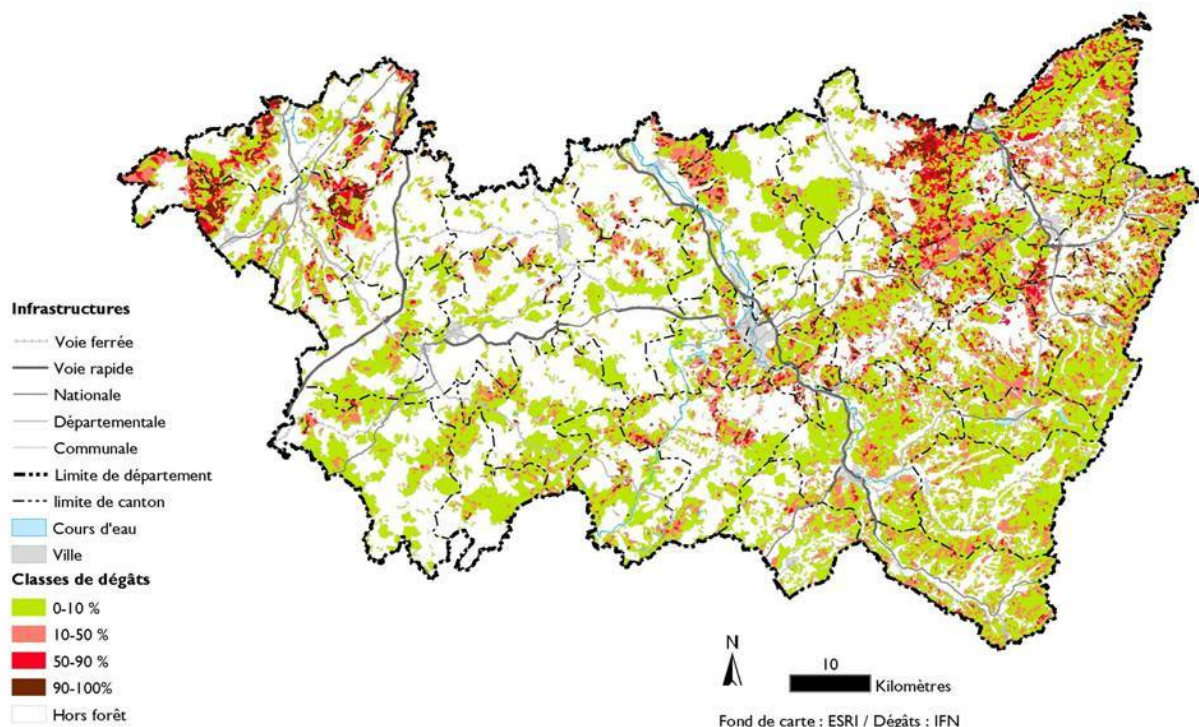 Infrastructures
Voie ferrée
Voie rapide
Nationale
Départementale
Communale
Limite de département
limite de canton
Cours d'eau
Ville
Classes de dégâts
0-10 %
10-50 %
50-90 %
90-100%
Hors forêt
N
10
Kilomètres
Fond de carte : ESRI / Dégâts : IFN